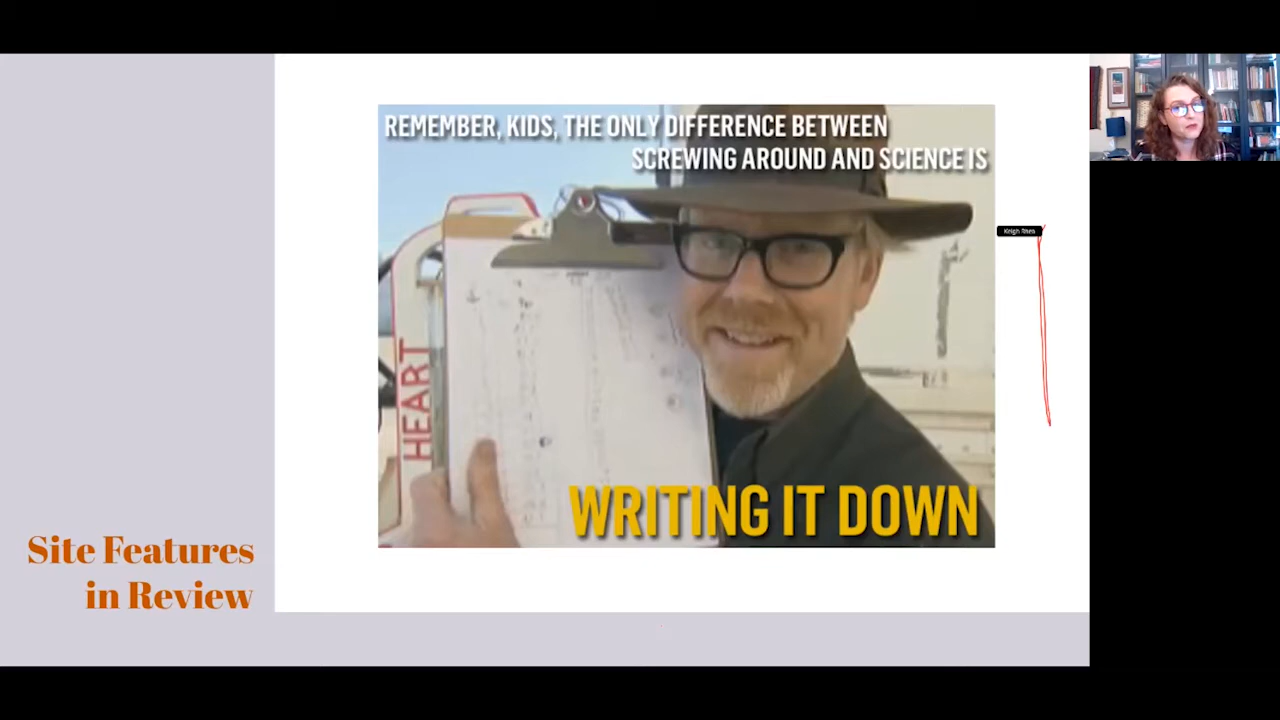 REMEMBER, KIDS, THE ONLY DIFFERENCE BETWEEN
SCREWING AROUND AND SCIENCE IS
HEART
WRITING IT DOWN
Site Features
in Review